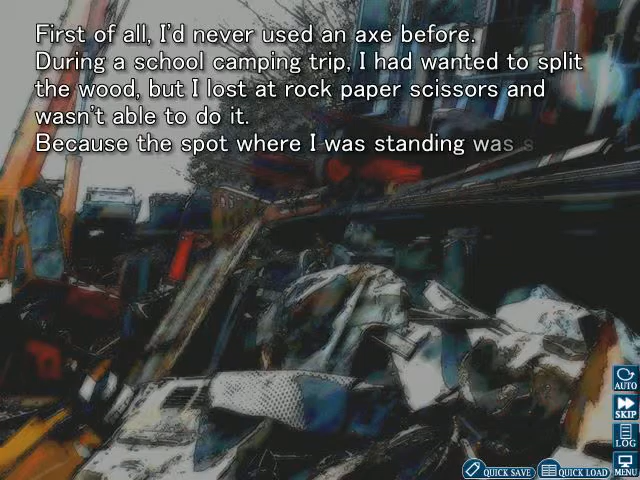 First of all, I'd never used an axe before.
During a school camping trip, I had wanted to split
the wood, but I lost at rock paper scissors and
wasn't able to do it.
Because the spot where I was standing was s
AUTO
SKIP
LOG
MENU
QUICK SAVE
QUICK LOAD